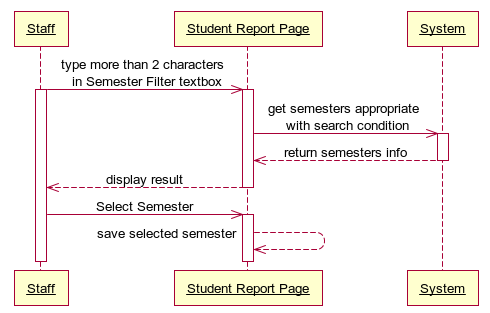 Staff
Student Report Page
System
type more than 2 characters
in Semester Filter textbox
get semesters appropriate
with search condition
return semesters info
display result
Select Semester
save selected semester
Staff
Student Report Page
System